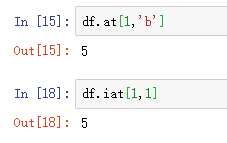 In [15]: df.at[1,'b']
Out[15]: 5
In [18]: df.iat[1,1]
Out[18]: 5